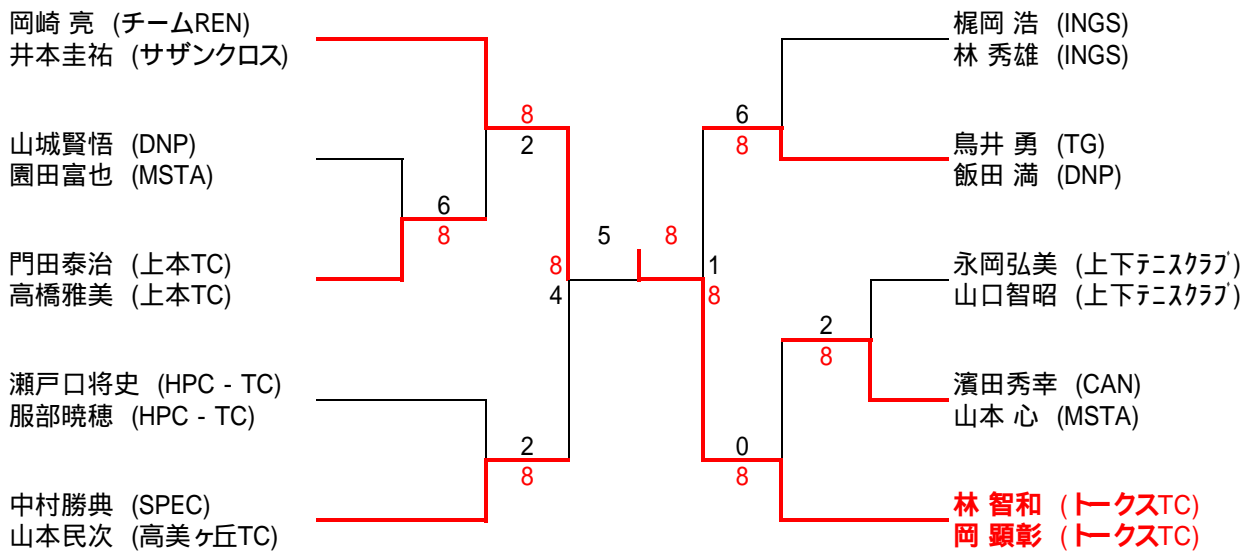 岡崎 亮 (チームREN)
井本圭祐 (サザンクロス)
山城賢悟 (DNP)
園田富也 (MSTA)
門田泰治 (上本TC)
高橋雅美 (上本TC)
瀬戸口将史 (HPC - TC)
服部暁穂 (HPC - TC)
中村勝典 (SPEC)
山本民次 (高美ヶ丘TC)
8
2
6
8
8
4
2
8
5 8
6
8
1
8
2
8
0
8
梶岡 浩 (INGS)
林 秀雄 (INGS)
鳥井 勇 (TG)
飯田 満 (DNP)
永岡弘美 (上下ﾃﾆｽｸﾗﾌﾞ)
山口智昭 (上下ﾃﾆｽｸﾗﾌﾞ)
濱田秀幸 (CAN)
山本 心 (MSTA)
林 智和 (トークスTC)
岡 顕彰 (トークスTC)